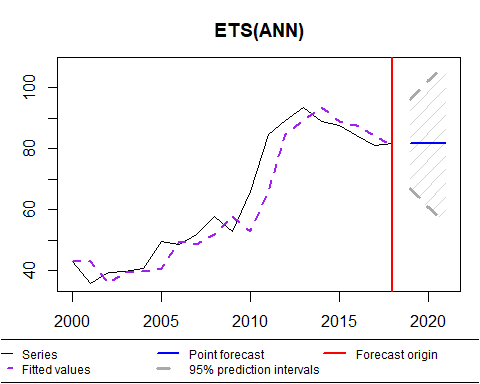 ETS(ANN)
100
80
60
40
2000 2005 2010 2015 2020
Series Point forecast Forecast origin
Fitted values 95% prediction intervals